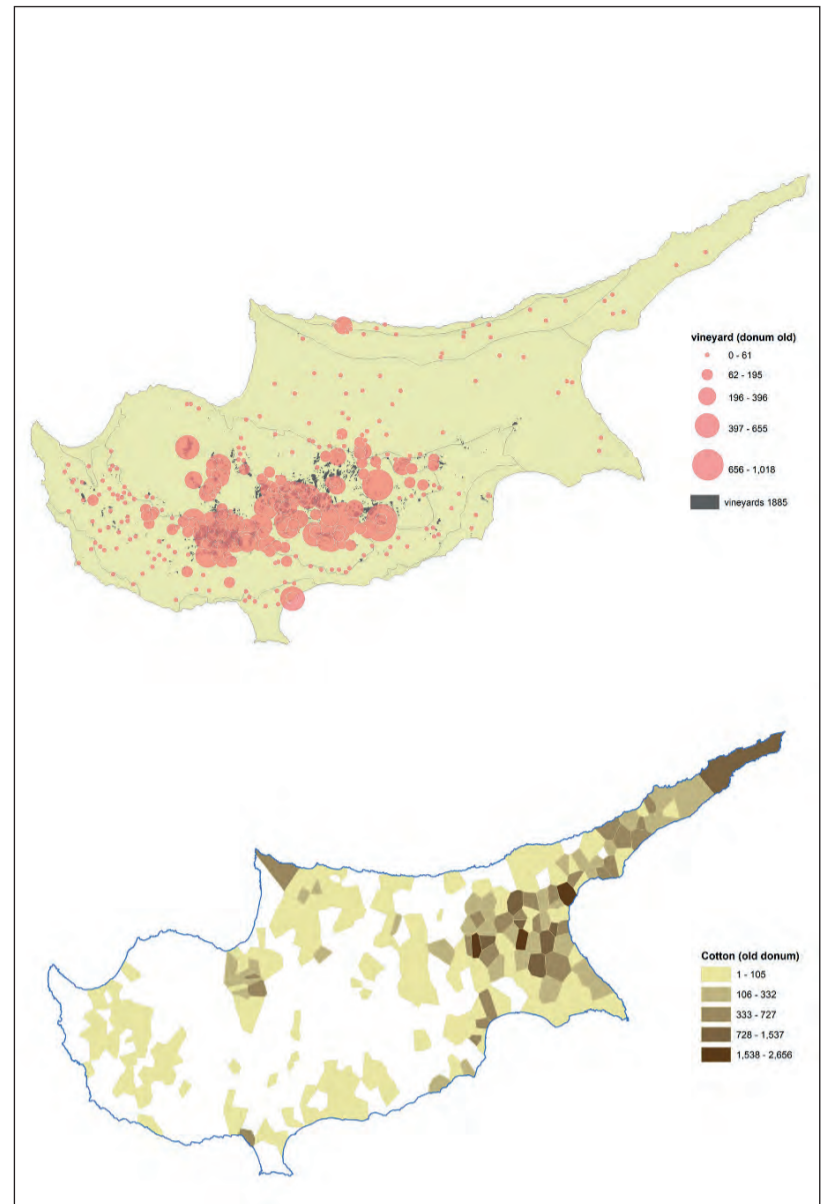 vineyard (donum old)
0 - 61
62 - 195
196 - 396
397 - 655
656 - 1,018
vineyards 1885
Cotton (old donum)
1 - 105
106 - 332
333 - 727
728 - 1,537
1,538 - 2,656